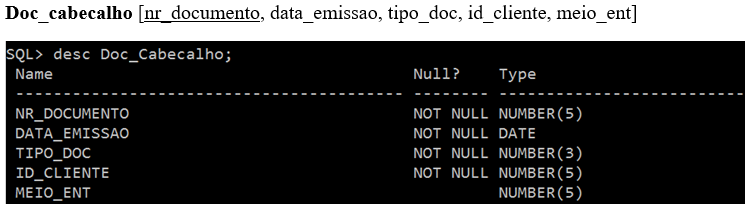 Doc_cabecalho [nr_documento, data_emissao, tipo_doc, id_cliente, meio_ent]
SQL> desc Doc_Cabecalho;
Name Null? Type
----------------------------------------- -------- ----------------------------
NR_DOCUMENTO NOT NULL NUMBER(5)
DATA_EMISSAO NOT NULL DATE
TIPO_DOC NOT NULL NUMBER(3)
ID_CLIENTE NOT NULL NUMBER(5)
MEIO_ENT NUMBER(5)